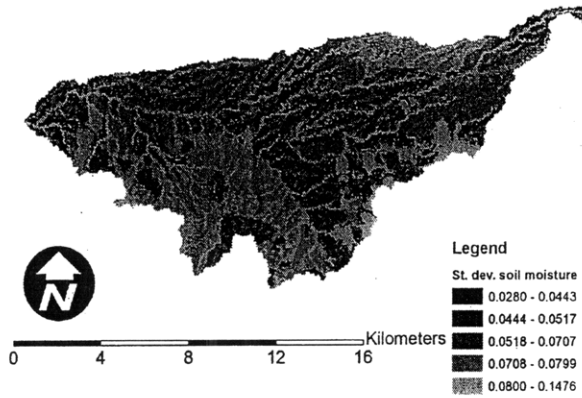 N
Kilometers
0 4 8 12 16
Legend
St. dev. soil moisture
0.0280 - 0.0443
0.0444 - 0.0517
0.0518 - 0.0707
0.0708 - 0.0799
0.0800 - 0.1476